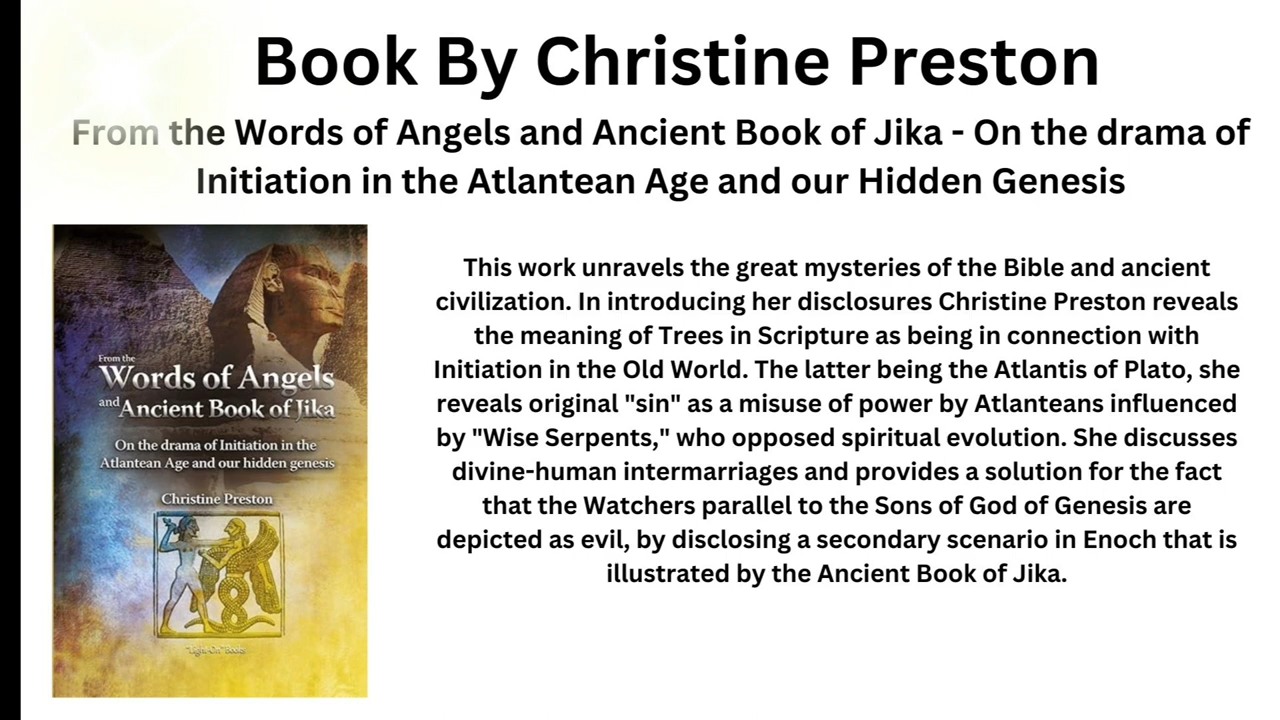 Book By Christine Preston
From the Words of Angels and Ancient Book of Jika - On the drama of
Initiation in the Atlantean Age and our Hidden Genesis
From the
Words of Angels
and Ancient Book of Jika
On the drama of Initiation in the
Atlantean Age and our hidden genesis
Christine Preston
"Light-On" Books
This work unravels the great mysteries of the Bible and ancient
civilization. In introducing her disclosures Christine Preston reveals
the meaning of Trees in Scripture as being in connection with
Initiation in the Old World. The latter being the Atlantis of Plato, she
reveals original "sin" as a misuse of power by Atlanteans influenced
by "Wise Serpents," who opposed spiritual evolution. She discusses
divine-human intermarriages and provides a solution for the fact
that the Watchers parallel to the Sons of God of Genesis are
depicted as evil, by disclosing a secondary scenario in Enoch that is
illustrated by the Ancient Book of Jika.